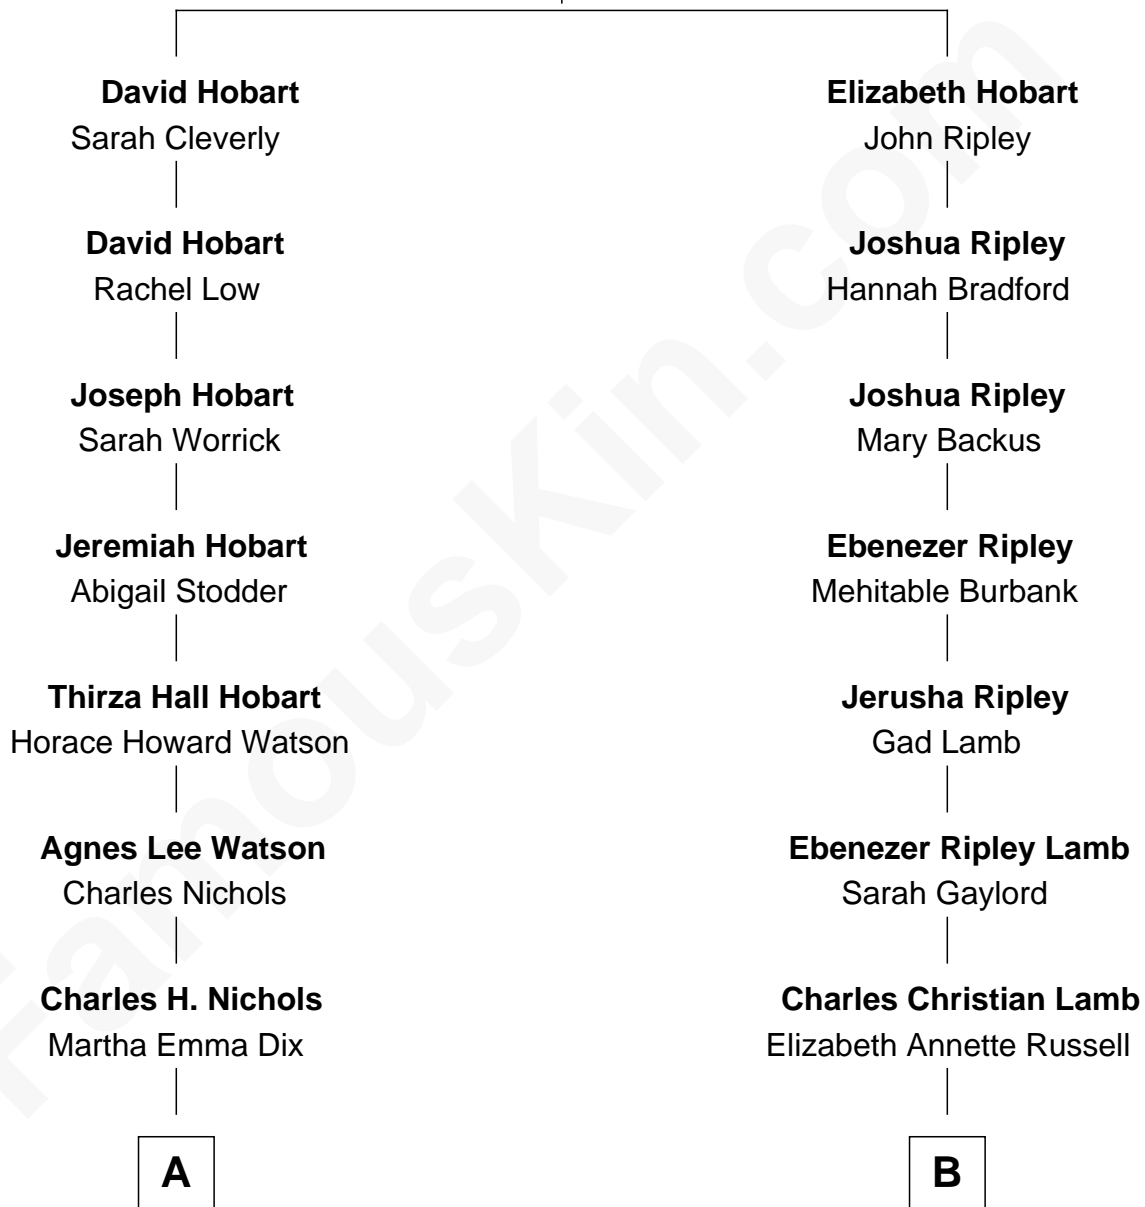 David Hobart
Sarah Cleverly
David Hobart
Rachel Low
Joseph Hobart
Sarah Worrick
Jeremiah Hobart
Abigail Stodder
Thirza Hall Hobart
Horace Howard Watson
Agnes Lee Watson
Charles Nichols
Charles H. Nichols
Martha Emma Dix
A
Elizabeth Hobart
John Ripley
Joshua Ripley
Hannah Bradford
Joshua Ripley
Mary Backus
Ebenezer Ripley
Mehitable Burbank
Jerusha Ripley
Gad Lamb
Ebenezer Ripley Lamb
Sarah Gaylord
Charles Christian Lamb
Elizabeth Annette Russell
B
FamousKin.com